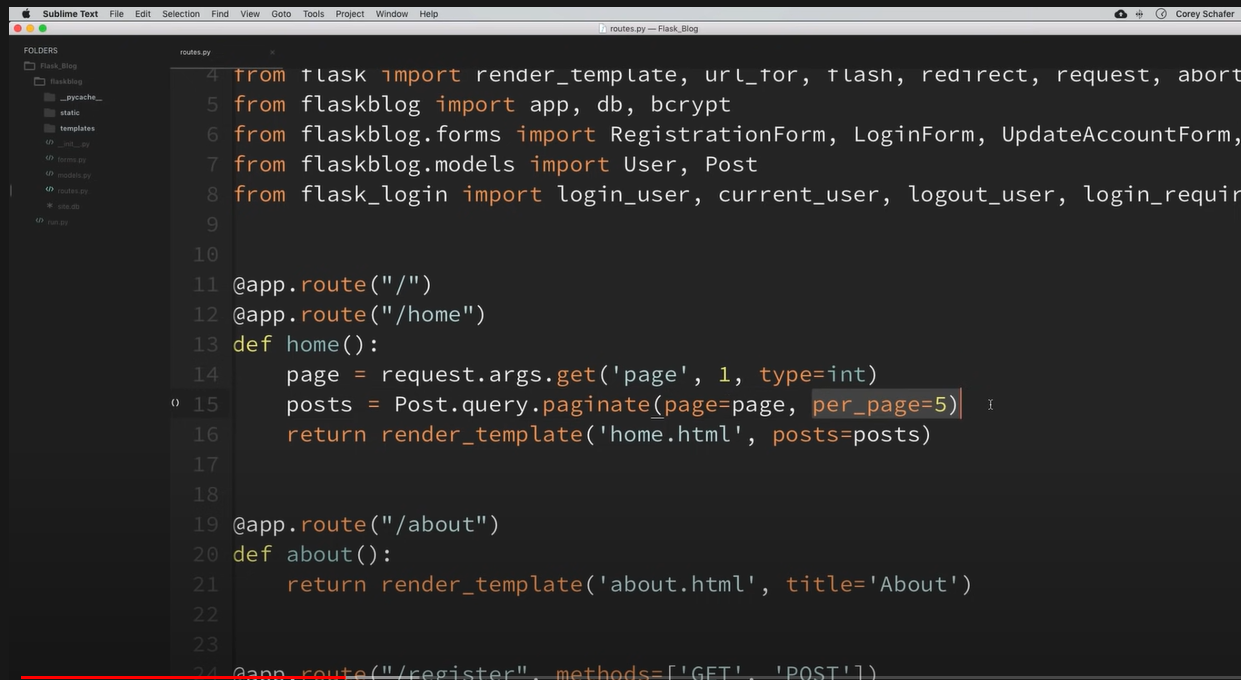 Sublime Text File Edit Selection Find View Goto Tools Project Window Help Corey Schafer
routes.py — Flask_Blog
FOLDERS
Flask_Blog
flaskblog
__pycache__
static
templates
__init__.py
forms.py
models.py
routes.py
site.db
run.py
routes.py
4 from flask import render_template, url_for, flash, redirect, request, abort
5 from flaskblog import app, db, bcrypt
6 from flaskblog.forms import RegistrationForm, LoginForm, UpdateAccountForm,
7 from flaskblog.models import User, Post
8 from flask_login import login_user, current_user, logout_user, login_requir
9
10
11 @app.route("/")
12 @app.route("/home")
13 def home():
14 page = request.args.get('page', 1, type=int)
15 posts = Post.query.paginate(page=page, per_page=5)
16 return render_template('home.html', posts=posts)
17
18
19 @app.route("/about")
20 def about():
21 return render_template('about.html', title='About')
22
23
24 @app.route("/register", methods=['GET', 'POST'])